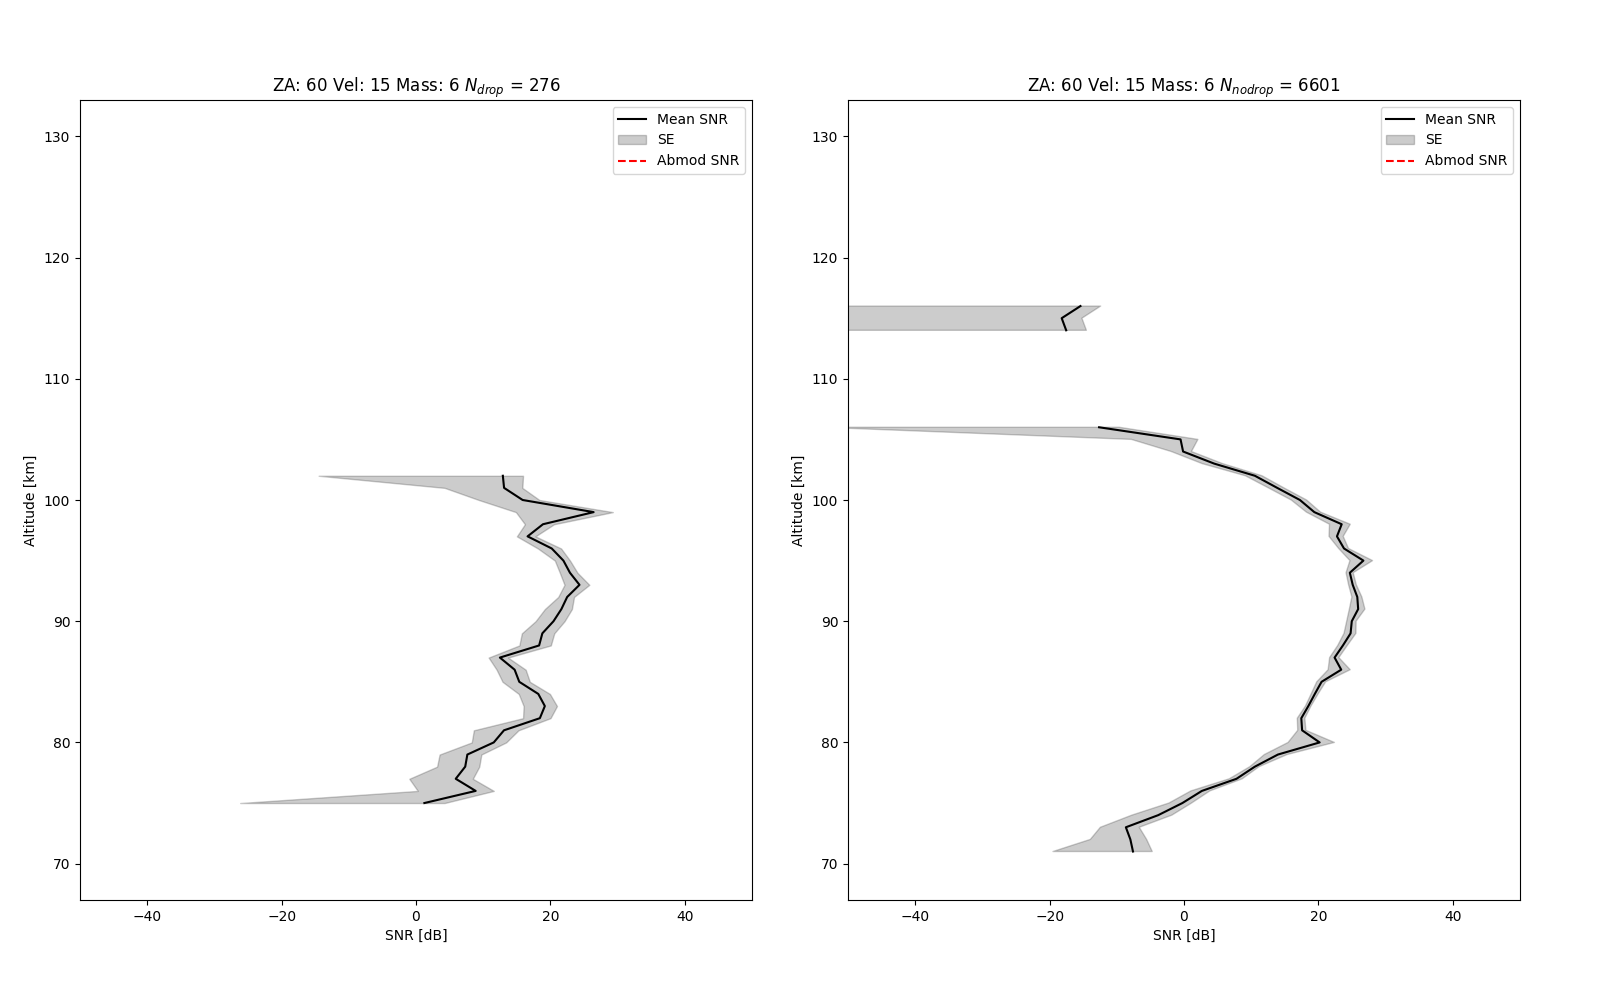 ZA: 60 Vel: 15 Mass: 6 N_drop = 276
Mean SNR
SE
Abmod SNR
130
120
110
100
90
80
70
Altitude [km]
−40
−20
0
20
40
SNR [dB]
ZA: 60 Vel: 15 Mass: 6 N_nodrop = 6601
Mean SNR
SE
Abmod SNR
130
120
110
100
90
80
70
Altitude [km]
−40
−20
0
20
40
SNR [dB]